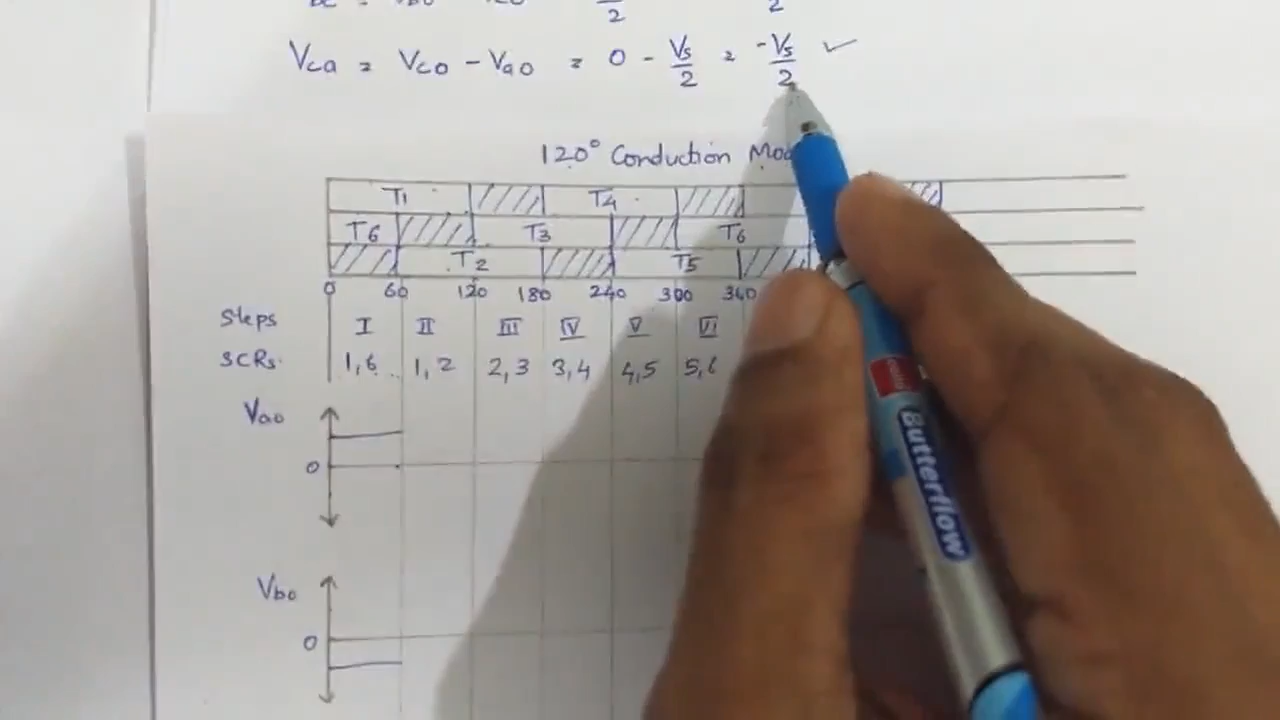 2 2
Vca = Vco - Vao = 0 - Vs/2 = -Vs/2 ✓
120° Conduction
T1 T4
T6 T3 T6
T2 T5
0 60 120 180 240 300 360
Steps I II III IV V VI
SCRs. 1,6 1,2 2,3 3,4 4,5 5,6
Vao
0
Vbo
0
Butterflow